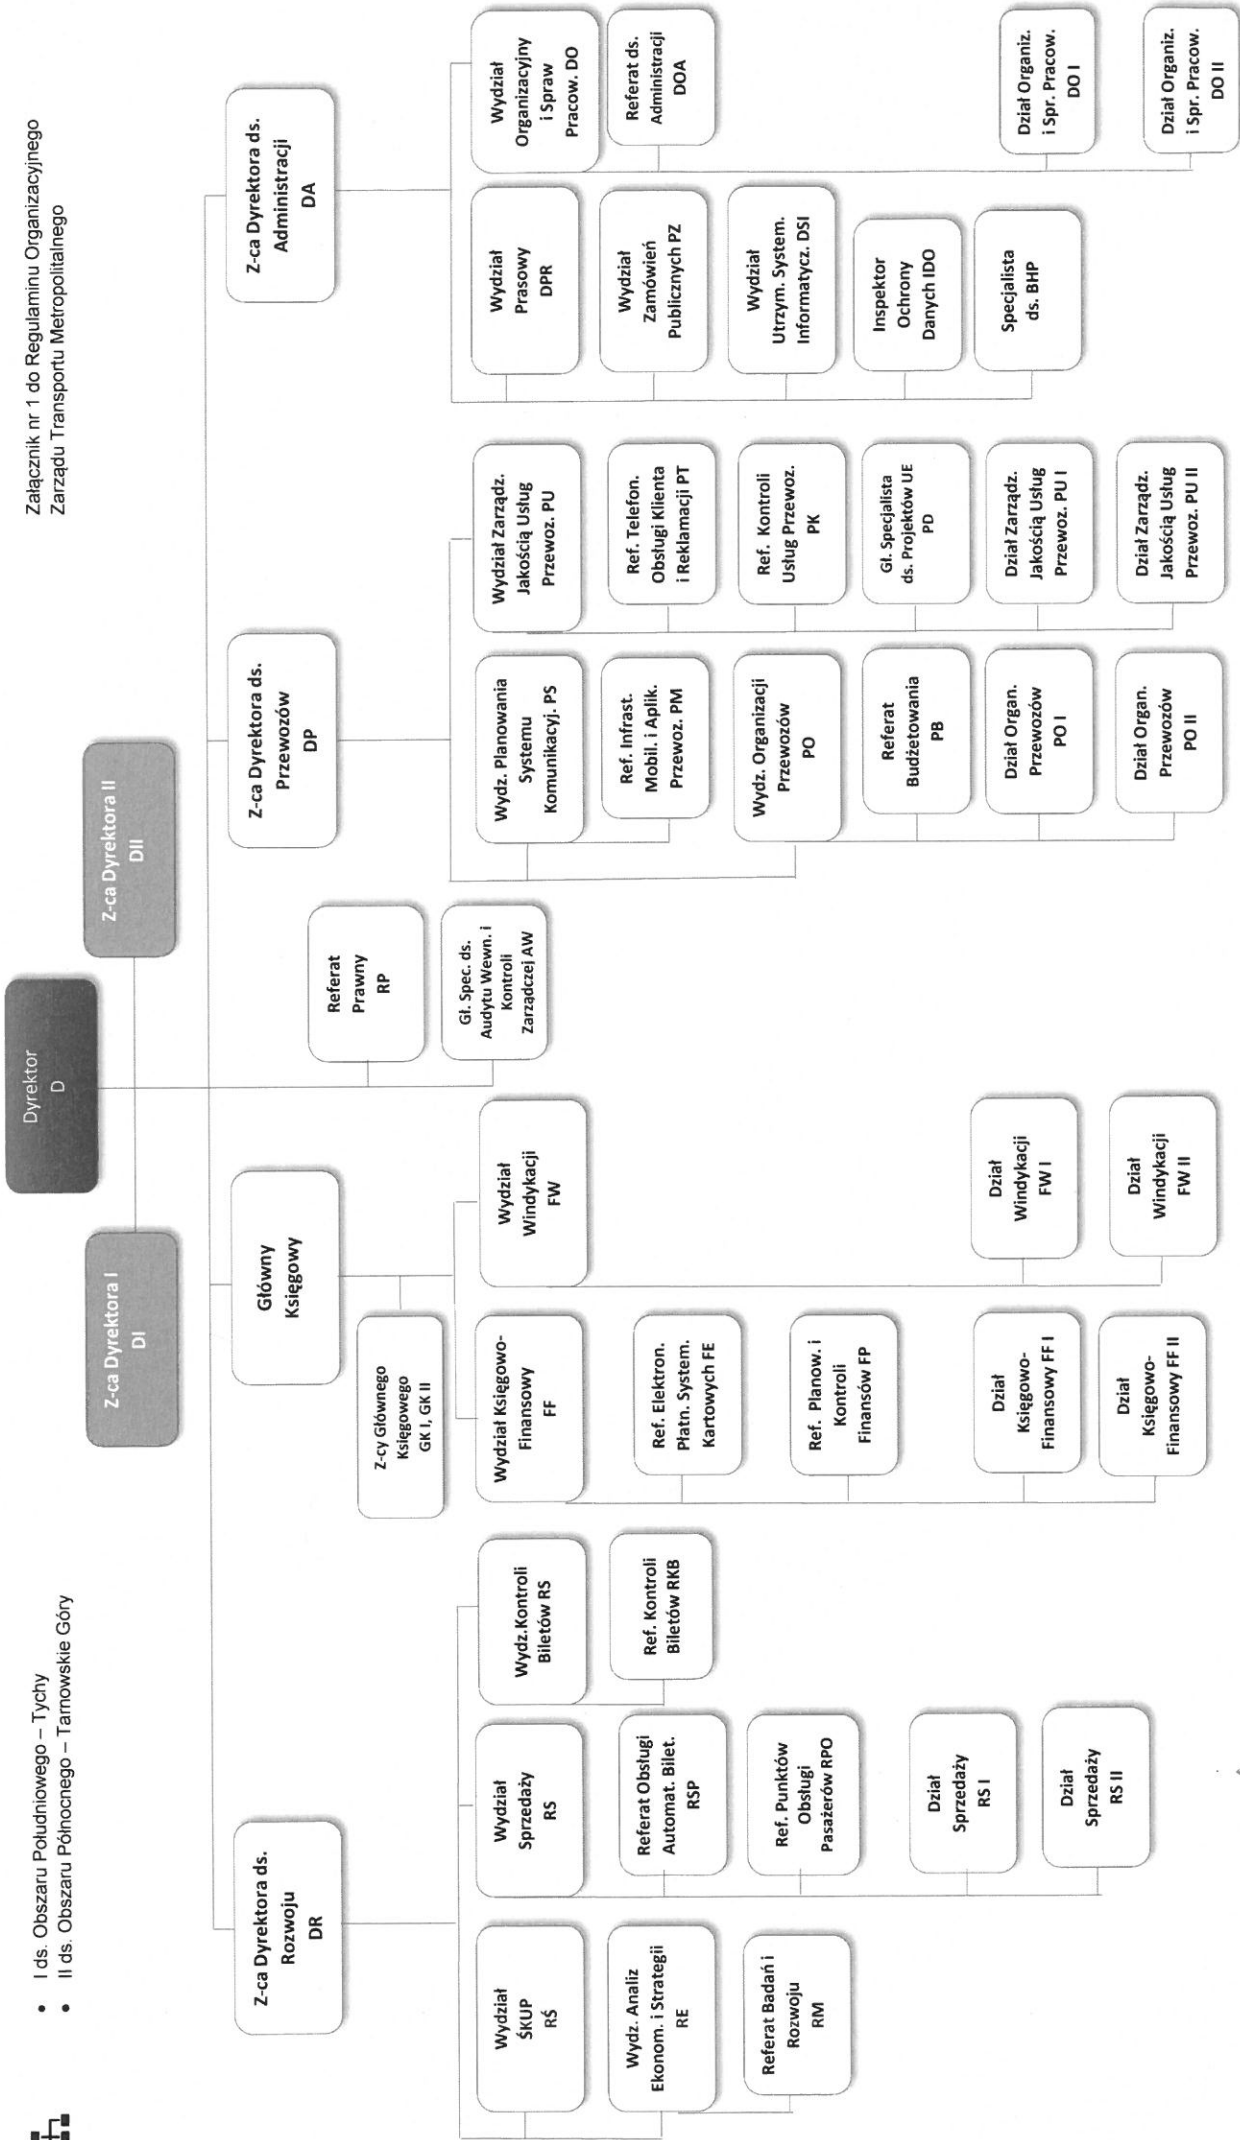 • I ds. Obszaru Południowego – Tychy
• II ds. Obszaru Północnego – Tarnowskie Góry
Załącznik nr 1 do Regulaminu Organizacyjnego
Zarządu Transportu Metropolitalnego
Dyrektor
D
Z-ca Dyrektora I
DI
Z-ca Dyrektora II
DII
Z-ca Dyrektora ds.
Rozwoju
DR
Główny
Księgowy
Z-ca Dyrektora ds.
Przewozów
DP
Z-ca Dyrektora ds.
Administracji
DA
Z-cy Głównego
Księgowego
GK I, GK II
Referat
Prawny
RP
Gł. Spec. ds.
Audytu Wewn. i
Kontroli
Zarządczej AW
Wydział
ŚKUP
RŚ
Wydz. Analiz
Ekonom. i Strategii
RE
Referat Badań i
Rozwoju
RM
Wydział
Sprzedaży
RS
Referat Obsługi
Automat. Bilet.
RSP
Ref. Punktów
Obsługi
Pasażerów RPO
Dział
Sprzedaży
RS I
Dział
Sprzedaży
RS II
Wydz.Kontroli
Biletów RS
Ref. Kontroli
Biletów RKB
Wydział Księgowo-
Finansowy
FF
Ref. Elektron.
Płatn. System.
Kartowych FE
Ref. Planow. i
Kontroli
Finansów FP
Dział
Księgowo-
Finansowy FF I
Dział
Księgowo-
Finansowy FF II
Wydział
Windykacji
FW
Dział
Windykacji
FW I
Dział
Windykacji
FW II
Wydz. Planowania
Systemu
Komunikacyj. PS
Ref. Infrast.
Mobil. i Aplik.
Przewoz. PM
Wydz. Organizacji
Przewozów
PO
Referat
Budżetowania
PB
Dział Organ.
Przewozów
PO I
Dział Organ.
Przewozów
PO II
Wydział Zarządz.
Jakością Usług
Przewoz. PU
Ref. Telefon.
Obsługi Klienta
i Reklamacji PT
Ref. Kontroli
Usług Przewoz.
PK
Gł. Specjalista
ds. Projektów UE
PD
Dział Zarządz.
Jakością Usług
Przewoz. PU I
Dział Zarządz.
Jakością Usług
Przewoz. PU II
Wydział
Prasowy
DPR
Wydział
Zamówień
Publicznych PZ
Wydział
Utrzym. System.
Informatycz. DSI
Inspektor
Ochrony
Danych IDO
Specjalista
ds. BHP
Wydział
Organizacyjny
i Spraw
Pracow. DO
Referat ds.
Administracji
DOA
Dział Organiz.
i Spr. Pracow.
DO I
Dział Organiz.
i Spr. Pracow.
DO II